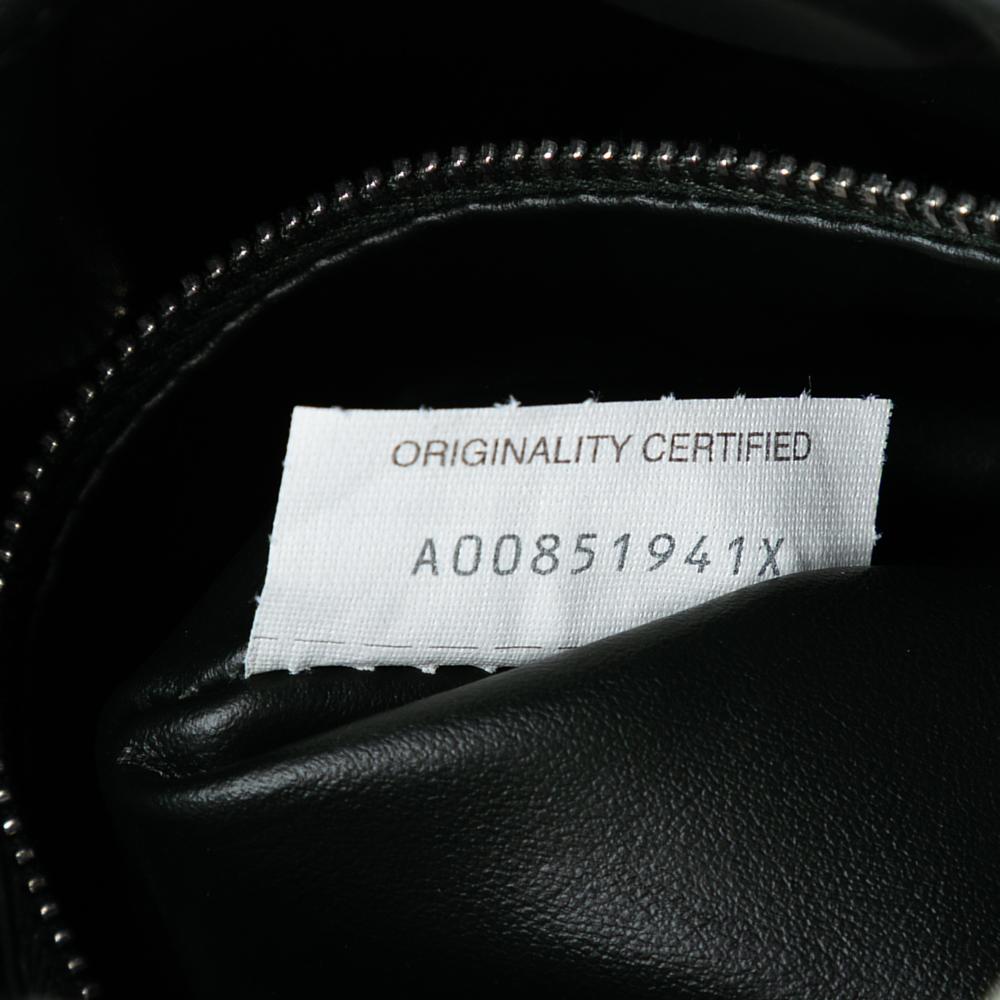 ORIGINALITY CERTIFIED
A00851941X